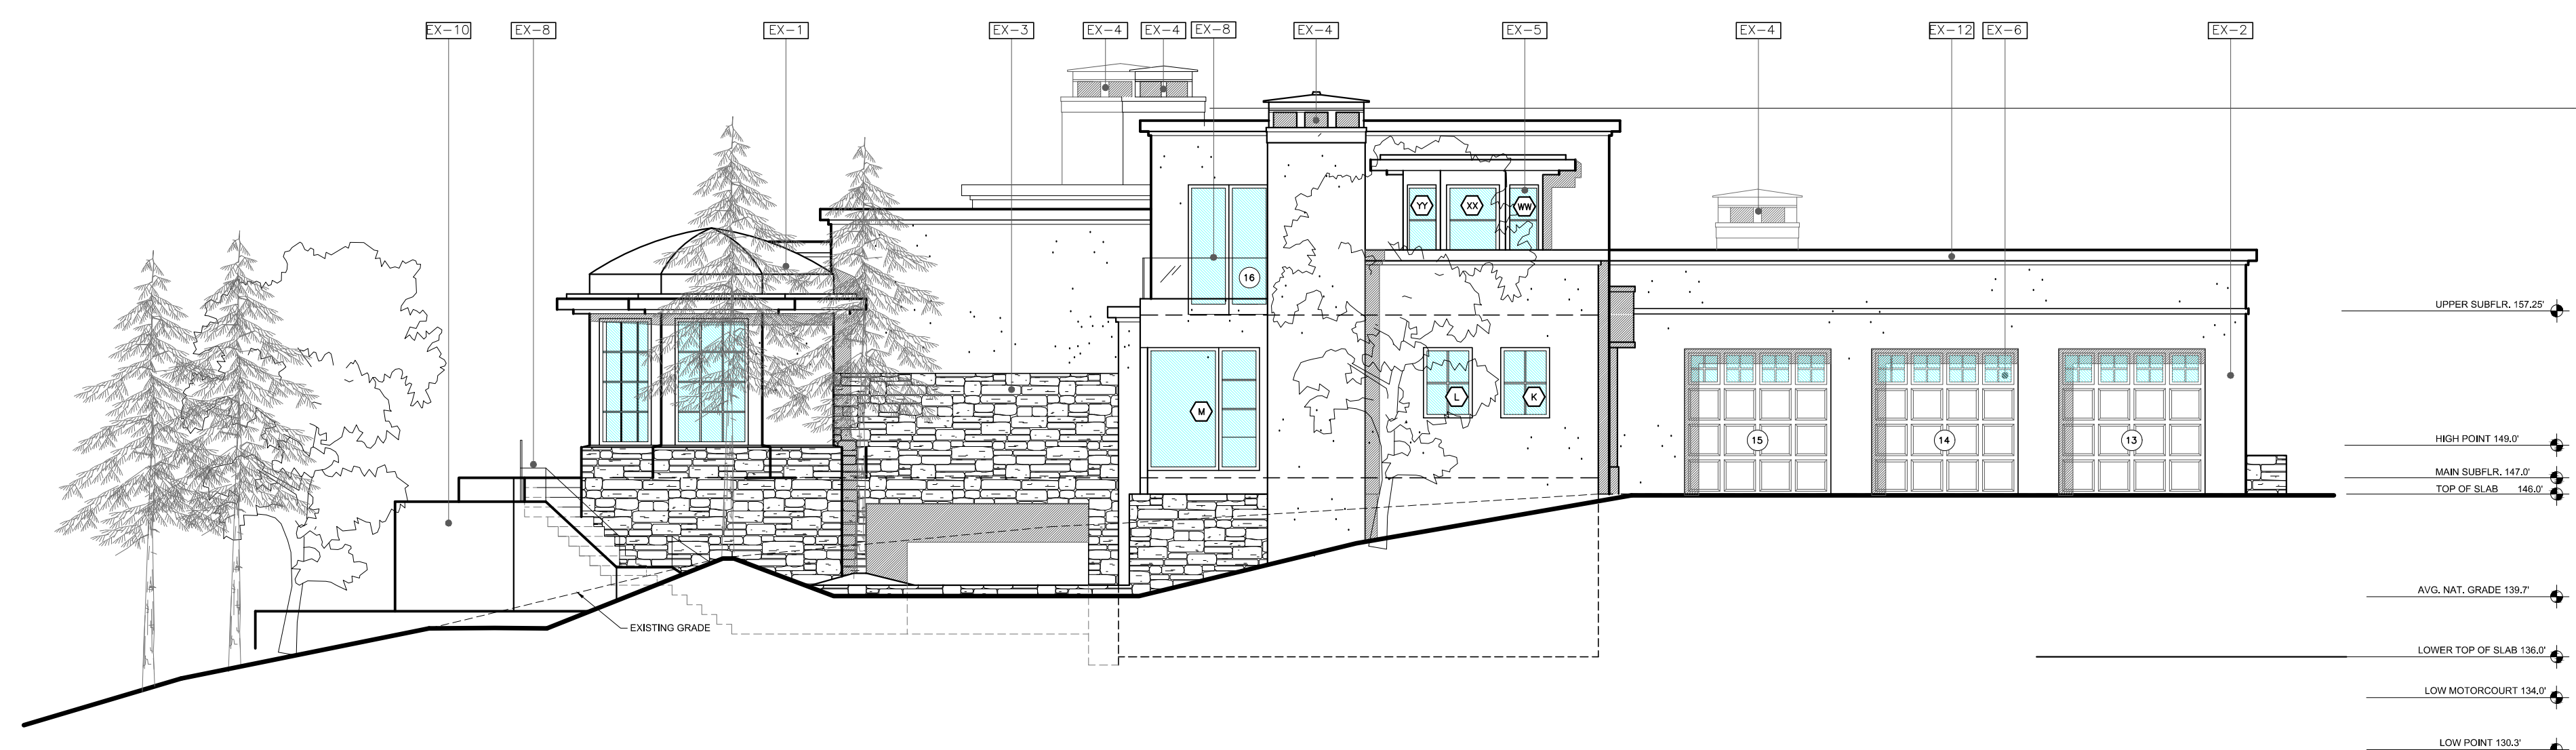 EX-10
EX-8
EX-1
EX-3
EX-4
EX-4
EX-8
EX-4
EX-5
EX-4
EX-12
EX-6
EX-2
YY
XX
WW
16
UPPER SUBFLR. 157.25'
M
L
K
15
14
13
HIGH POINT 149.0'
MAIN SUBFLR. 147.0'
TOP OF SLAB 146.0'
AVG. NAT. GRADE 139.7'
EXISTING GRADE
LOWER TOP OF SLAB 136.0'
LOW MOTORCOURT 134.0'
LOW POINT 130.3'